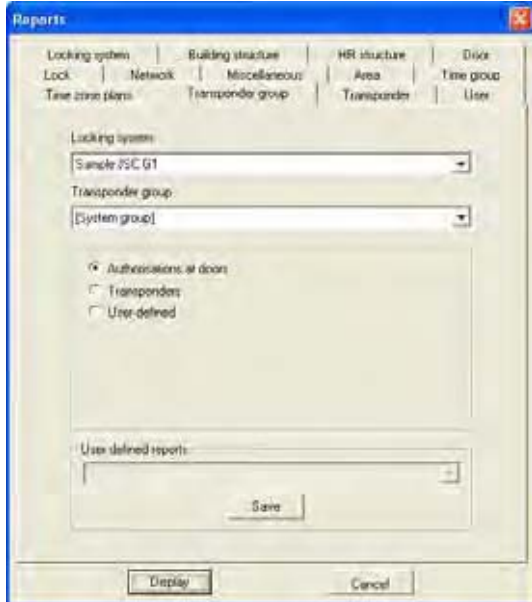 Reports
Locking system Building structure HR structure Door
Lock Network Miscellaneous Area Time group
Time zone plans Transponder group Transponder User
Locking system
Sample JSC G1
Transponder group
[System group]
Authorisations at doors
Transponders
User-defined
User defined reports
Save
Display Cancel